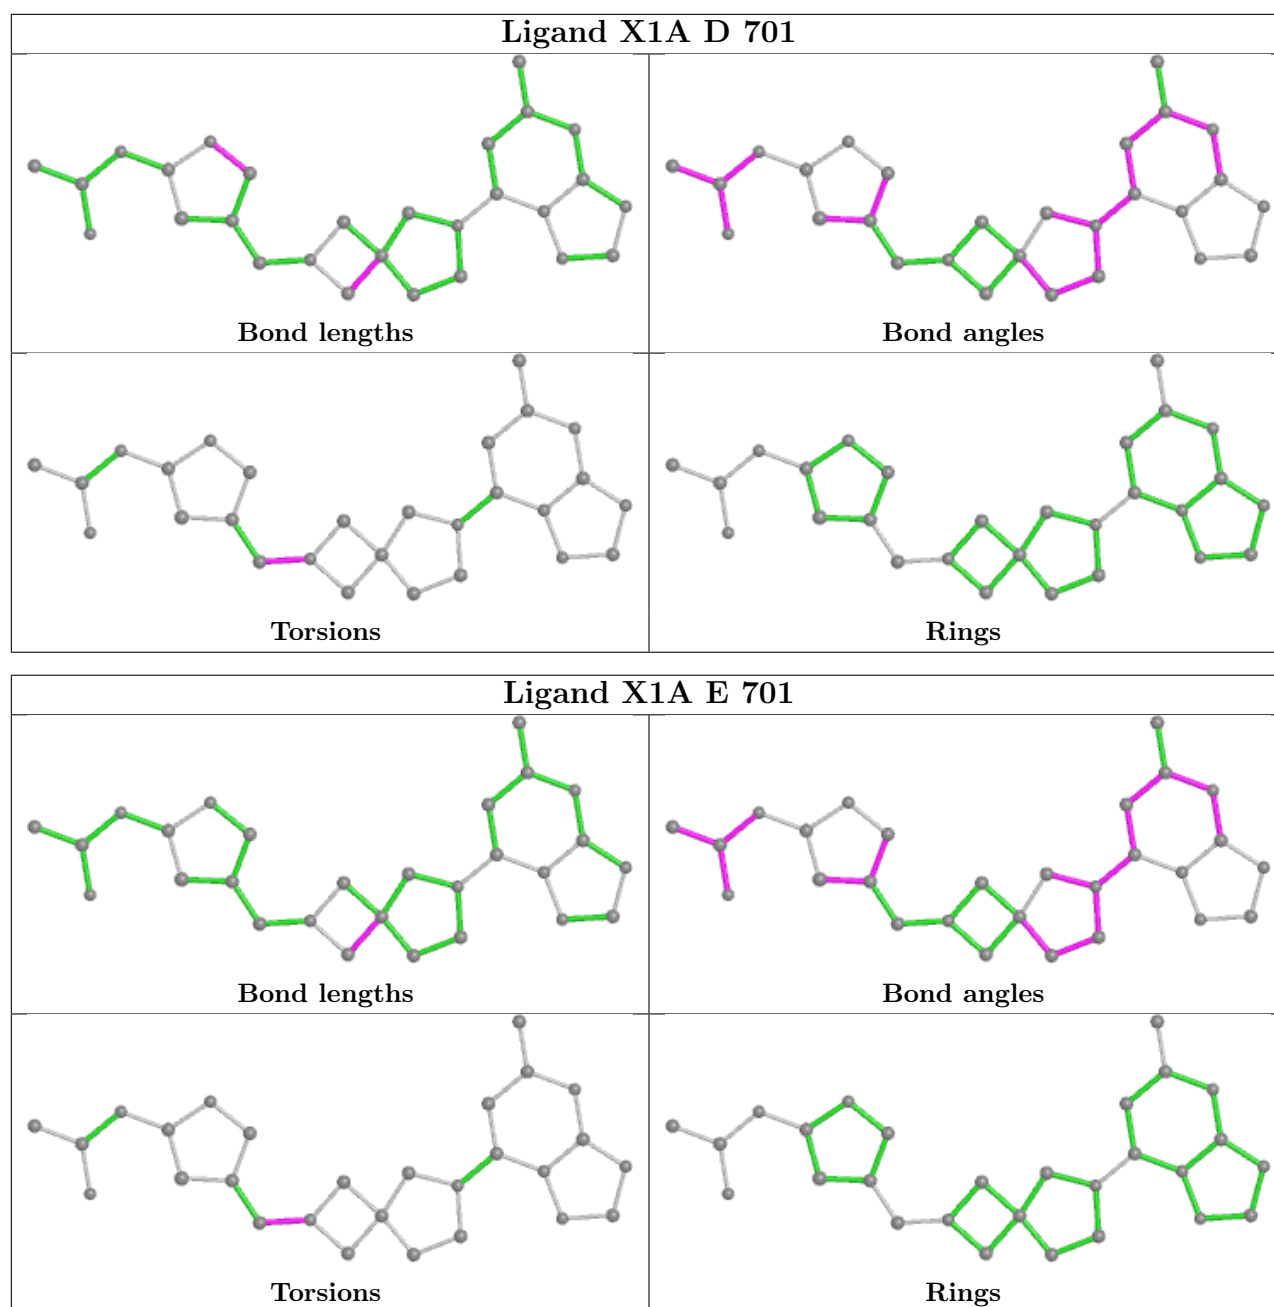 Ligand X1A D 701
Bond lengths
Bond angles
Torsions
Rings
Ligand X1A E 701
Bond lengths
Bond angles
Torsions
Rings